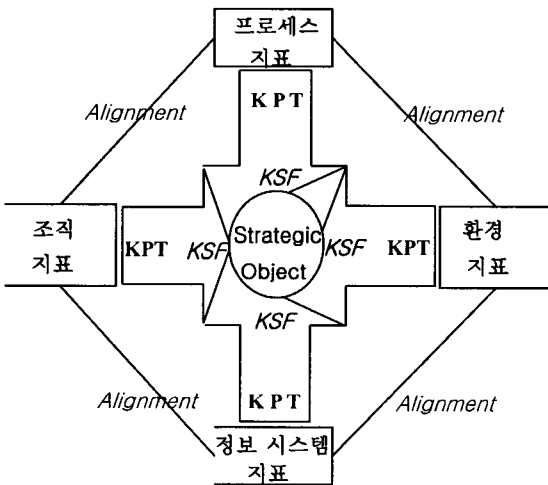 프로세스
지표
KPT
Alignment
Alignment
KSF
조직
지표
KPT
KSF
Strategic
Object
KSF
KPT
환경
지표
KSF
Alignment
KPT
Alignment
정보 시스템
지표